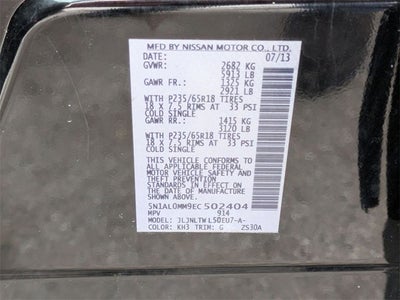 MFD BY NISSAN MOTOR CO., LTD.
DATE: 07/13
GVWR: 2682 KG
5913 LB
GAWR FR.: 1325 KG
2921 LB
WITH P235/65R18 TIRES
18 x 7.5 RIMS AT 33 PSI
COLD SINGLE
GAWR RR.: 1415 KG
3120 LB
WITH P235/65R18 TIRES
18 x 7.5 RIMS AT 33 PSI
COLD SINGLE
THIS VEHICLE CONFORMS TO
ALL APPLICABLE FEDERAL
MOTOR VEHICLE SAFETY AND
THEFT PREVENTION
STANDARDS IN EFFECT ON
THE DATE OF MANUFACTURE
SHOWN ABOVE.
5N1AL0MM9EC502404
MPV 914
MODEL: JLJNLTWL50EU7-A-
COLOR: KH3 TRIM: G ZS30A